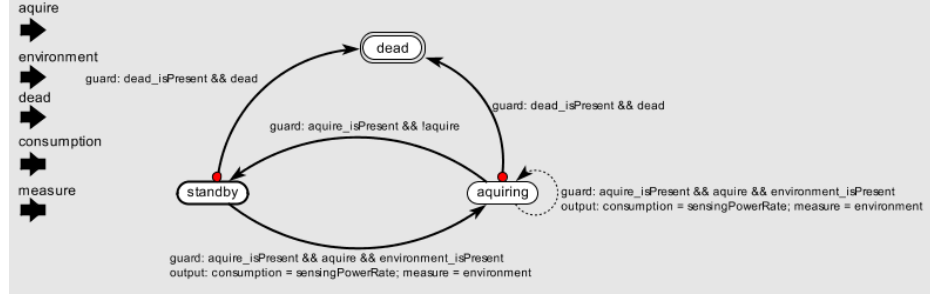 aquire
environment
dead
consumption
measure
dead
guard: dead_isPresent && dead
guard: dead_isPresent && dead
guard: aquire_isPresent && !aquire
standby
aquiring
guard: aquire_isPresent && aquire && environment_isPresent
output: consumption = sensingPowerRate; measure = environment
guard: aquire_isPresent && aquire && environment_isPresent
output: consumption = sensingPowerRate; measure = environment